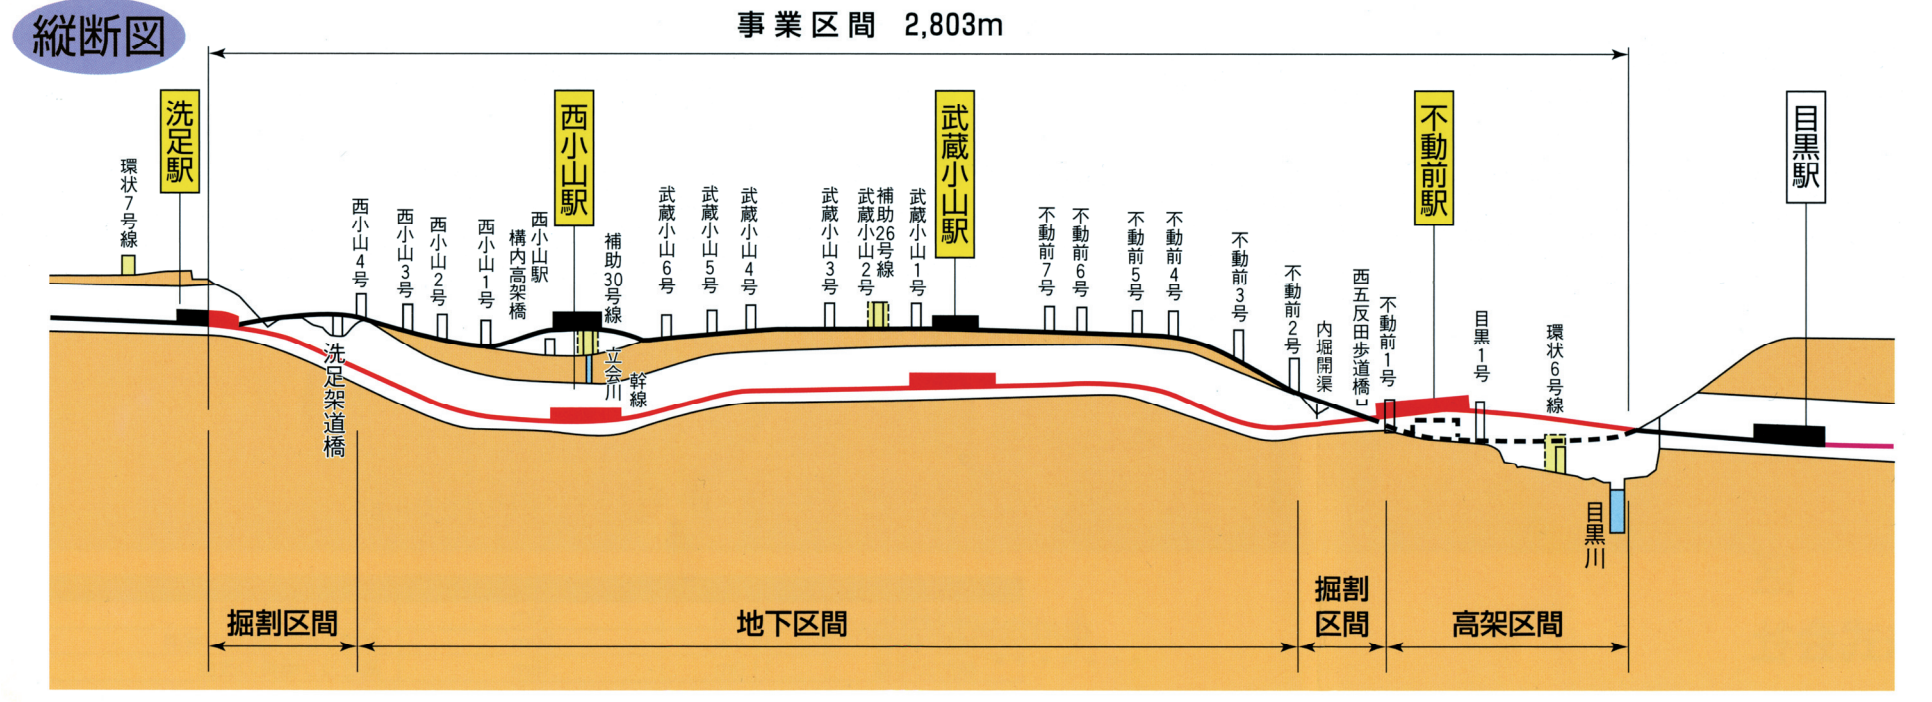 縦断図
事業区間 2,803m
洗足駅
西小山駅
武蔵小山駅
不動前駅
目黒駅
環状7号線
西小山4号
西小山3号
西小山2号
西小山1号
西小山駅
構内高架橋
補助30号線
武蔵小山6号
武蔵小山5号
武蔵小山4号
武蔵小山3号
武蔵小山2号
補助26号線
武蔵小山1号
不動前7号
不動前6号
不動前5号
不動前4号
不動前3号
不動前2号
内堀開渠
西五反田歩道橋
不動前1号
目黒1号
環状6号線
洗足架道橋
立会川
幹線
目黒川
掘割区間
地下区間
掘割
区間
高架区間